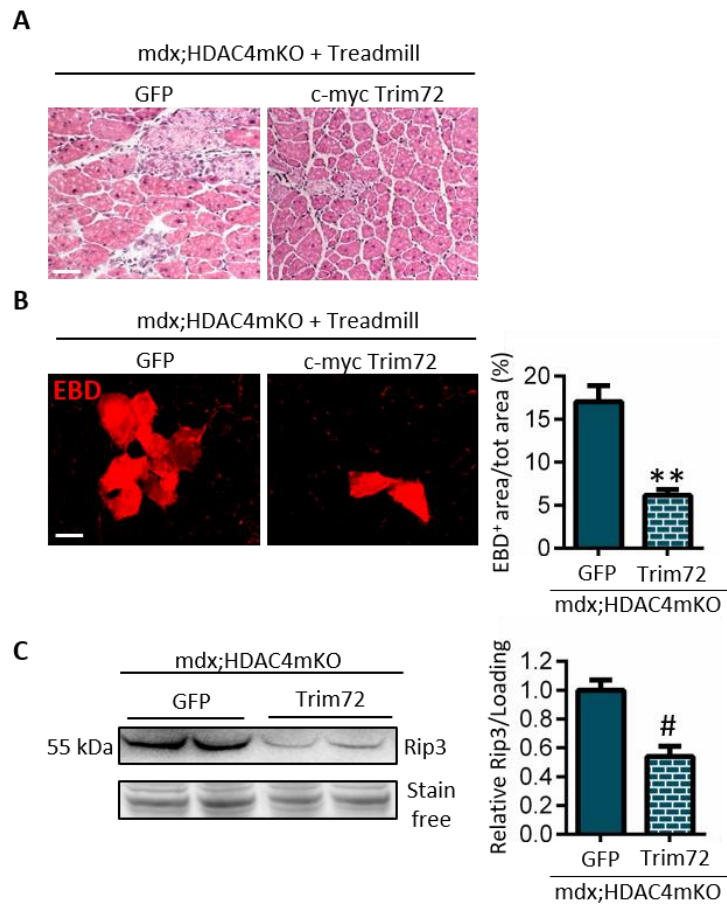 A
mdx;HDAC4mKO + Treadmill
GFP
c-myc Trim72
B
mdx;HDAC4mKO + Treadmill
GFP
c-myc Trim72
EBD
EBD⁺ area/tot area (%)
20
15
10
5
0
**
GFP
Trim72
mdx;HDAC4mKO
C
mdx;HDAC4mKO
GFP
Trim72
55 kDa
Rip3
Stain
free
Relative Rip3/Loading
1.2
1.0
0.8
0.6
0.4
0.2
0.0
#
GFP
Trim72
mdx;HDAC4mKO